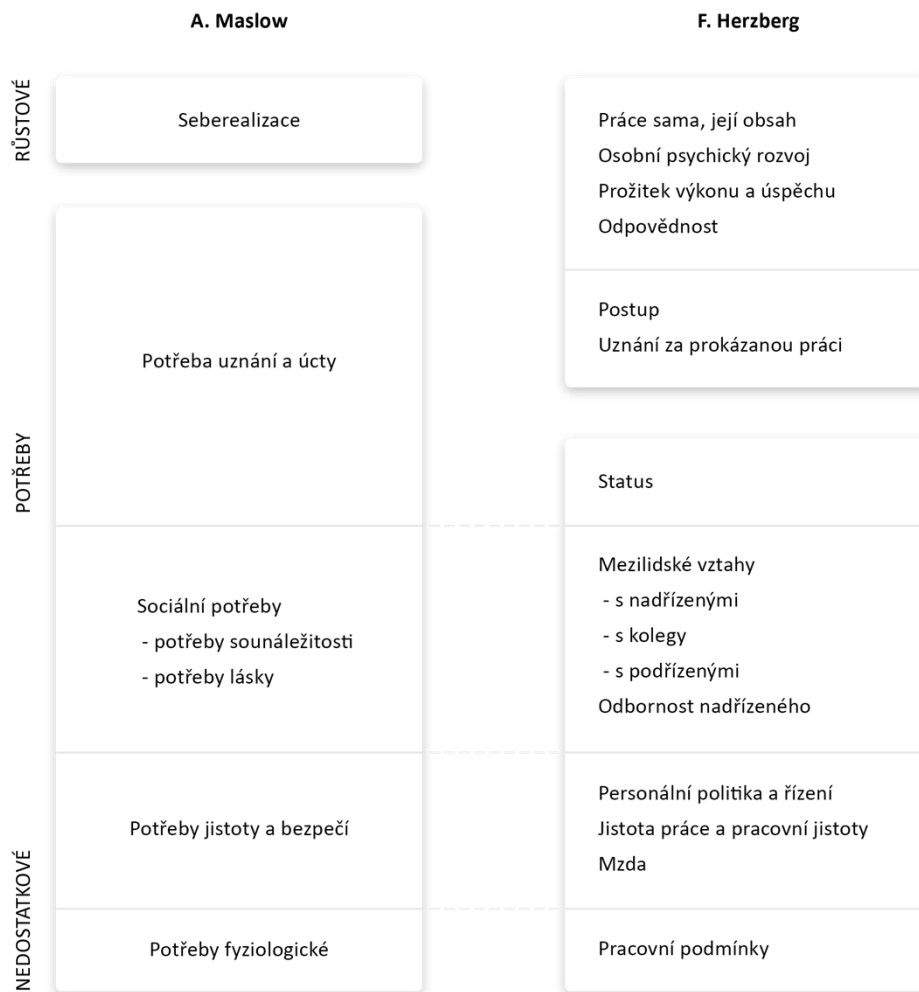 A. Maslow
F. Herzberg
RŮSTOVÉ
POTŘEBY
NEDOSTATKOVÉ
Seberealizace
Potřeba uznání a úcty
Sociální potřeby
- potřeby sounáležitosti
- potřeby lásky
Potřeby jistoty a bezpečí
Potřeby fyziologické
Práce sama, její obsah
Osobní psychický rozvoj
Prožitek výkonu a úspěchu
Odpovědnost
Postup
Uznání za prokázanou práci
Status
Mezilidské vztahy
- s nadřízenými
- s kolegy
- s podřízenými
Odbornost nadřízeného
Personální politika a řízení
Jistota práce a pracovní jistoty
Mzda
Pracovní podmínky